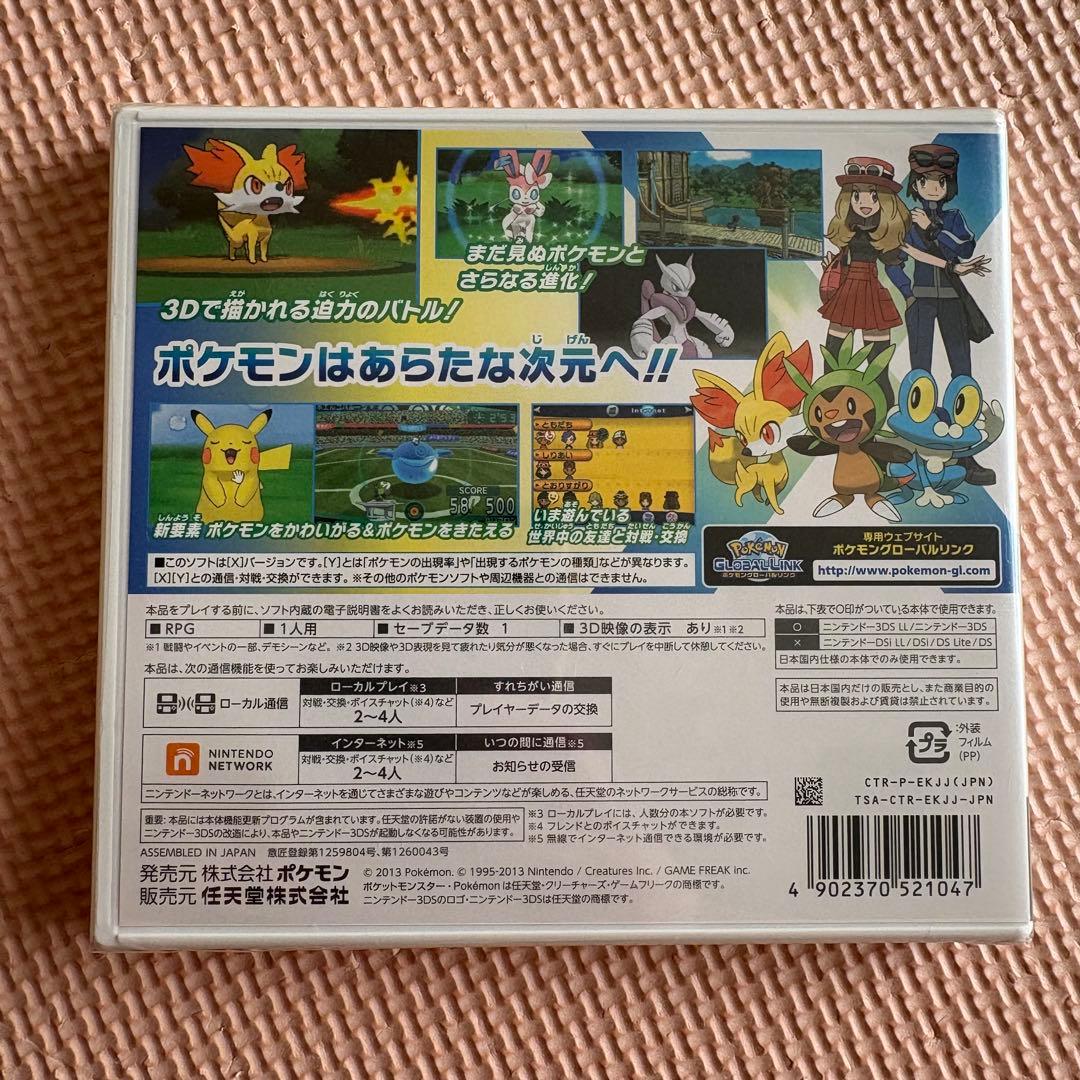 まだ見ぬポケモンと
さらなる進化!
3Dで描かれる迫力のバトル!
ポケモンはあらたな次元へ!!
Internet
ともだち
しりあい
とおりすがり
SCORE
58 500
新要素 ポケモンをかわいがる&ポケモンをきたえる
いま遊んでいる
世界中の友達と対戦・交換
POKéMON
GLOBAL LINK
ポケモングローバルリンク
専用ウェブサイト
ポケモングローバルリンク
http://www.pokemon-gl.com/
■このソフトは[X]バージョンです。[Y]とは「ポケモンの出現率」や「出現するポケモンの種類」などが異なります。
[X][Y]との通信・対戦・交換ができます。※その他のポケモンソフトや周辺機器との通信はできません。
本品をプレイする前に、ソフト内蔵の電子説明書をよくお読みいただき、正しくお使いください。
■RPG ■1人用 ■セーブデータ数 1 ■3D映像の表示 あり※1※2
※1 戦闘やイベントの一部、デモシーンなど。 ※2 3D映像や3D表現を見て疲れたり気分が悪くなった場合、すぐにプレイを中断して休憩してください。
本品は、下表で○印がついている本体で使用できます。
○ ニンテンドー3DS LL/ニンテンドー3DS
× ニンテンドーDSi LL/DSi/DS Lite/DS
日本国内仕様の本体でのみ使用できます。
本品は日本国内だけの販売とし、また商業目的の
使用や無断複製および賃貸は禁止されています。
本品は、次の通信機能を使ってお楽しみいただけます。
ローカル通信
ローカルプレイ※3
対戦・交換・ボイスチャット(※4)など
2〜4人
すれちがい通信
プレイヤーデータの交換
NINTENDO
NETWORK
インターネット※5
対戦・交換・ボイスチャット(※4)など
2〜4人
いつの間に通信※5
お知らせの受信
プラ
:外装
フィルム
(PP)
ニンテンドーネットワークとは、インターネットを通じてさまざまな遊びやコンテンツなどが楽しめる、任天堂のネットワークサービスの総称です。
重要:本品には本体機能更新プログラムが含まれています。任天堂の許諾がない装置の使用や
ニンテンドー3DSの改造により、本品やニンテンドー3DSが起動しなくなる可能性があります。
※3 ローカルプレイには、人数分の本ソフトが必要です。
※4 フレンドとのボイスチャットができます。
※5 無線でインターネット通信できる環境が必要です。
CTR-P-EKJJ(JPN)
TSA-CTR-EKJJ-JPN
ASSEMBLED IN JAPAN 意匠登録第1259804号、第1260043号
発売元 株式会社ポケモン
販売元 任天堂株式会社
© 2013 Pokémon. © 1995-2013 Nintendo / Creatures Inc. / GAME FREAK inc.
ポケットモンスター・Pokémonは任天堂・クリーチャーズ・ゲームフリークの商標です。
ニンテンドー3DSのロゴ・ニンテンドー3DSは任天堂の商標です。
4 902370 521047